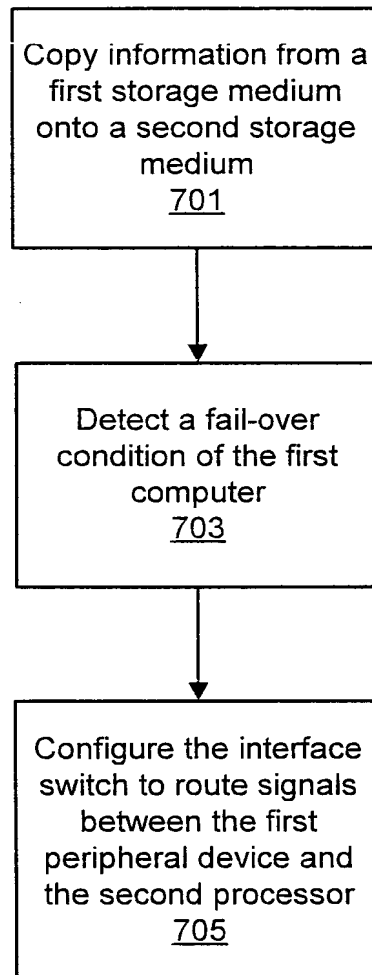 Copy information from a
first storage medium
onto a second storage
medium
701
Detect a fail-over
condition of the first
computer
703
Configure the interface
switch to route signals
between the first
peripheral device and
the second processor
705